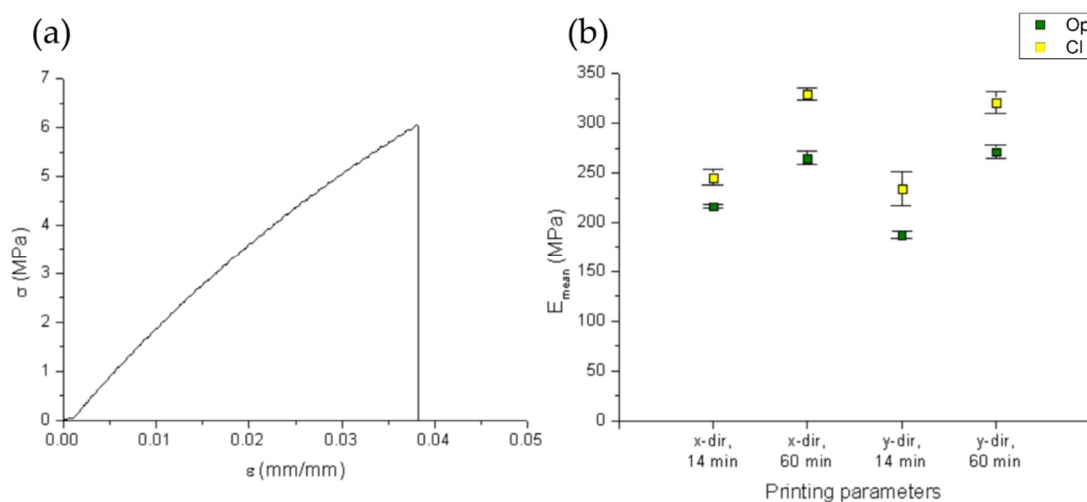 (a)
(b)
Op
Cl
7
6
5
4
3
2
1
0
σ (MPa)
0.00
0.01
0.02
0.03
0.04
0.05
ε (mm/mm)
350
300
250
200
150
100
50
0
E mean (MPa)
x-dir, 14 min
x-dir, 60 min
y-dir, 14 min
y-dir, 60 min
Printing parameters